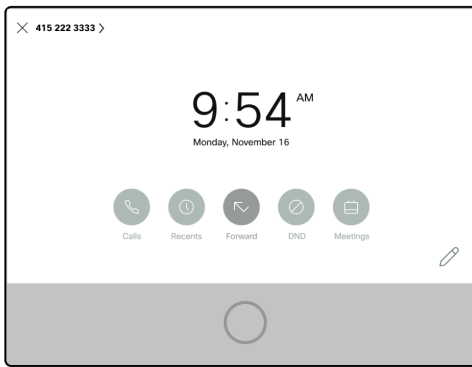 415 222 3333
9:54 AM
Monday, November 16
Calls Recents Forward DND Meetings